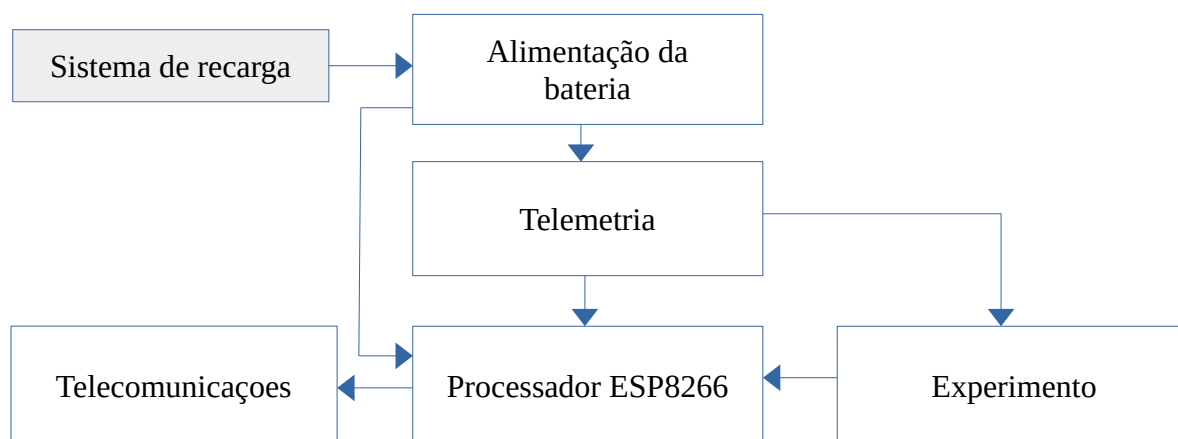 Sistema de recarga
Alimentação da
bateria
Telemetria
Telecomunicaçoes
Processador ESP8266
Experimento